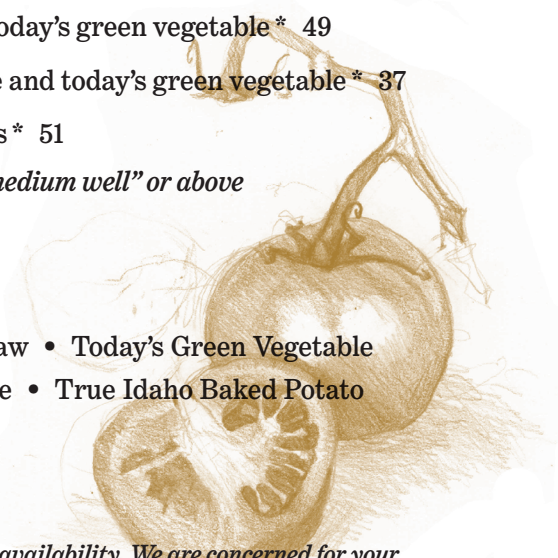 oday’s green vegetable * 49
e and today’s green vegetable * 37
s * 51
nedium well” or above
aw • Today’s Green Vegetable
e • True Idaho Baked Potato
availability. We are concerned for your